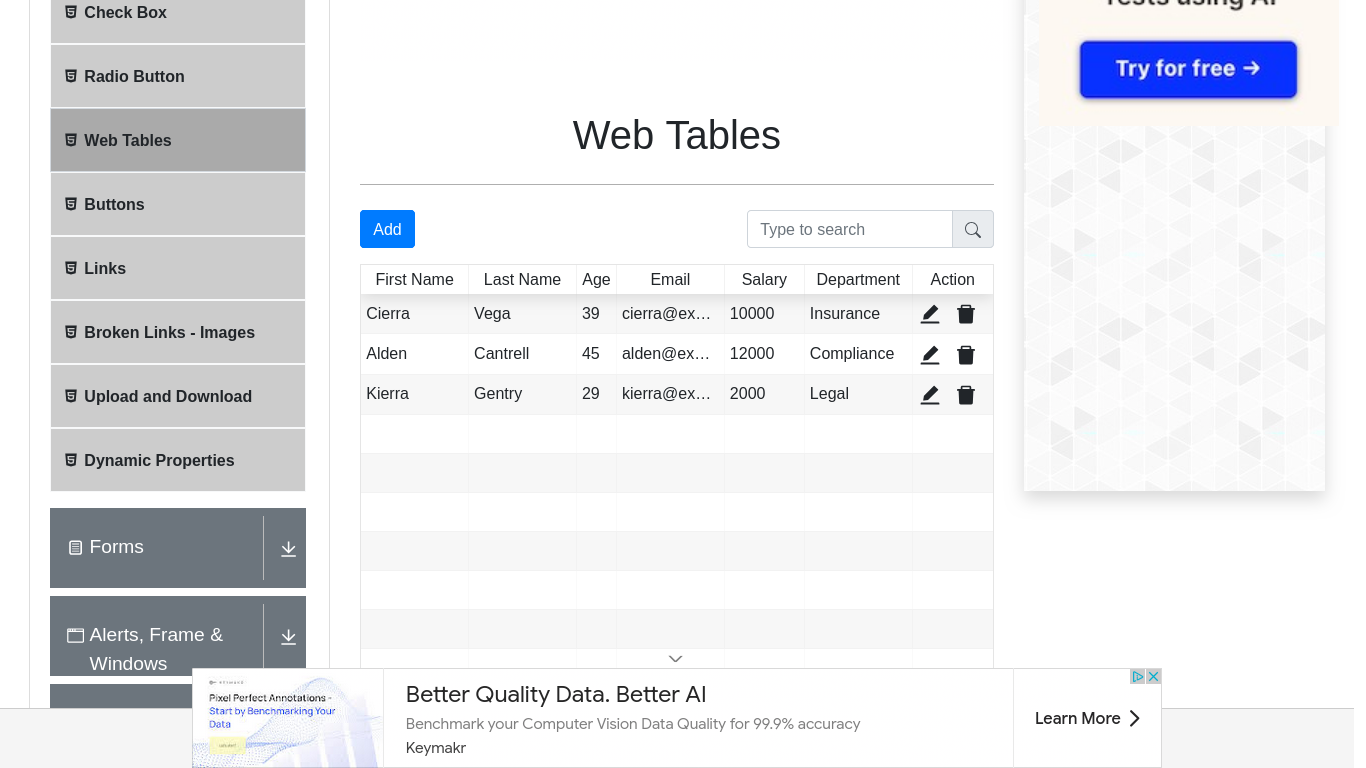 Check Box
Radio Button
Web Tables
Buttons
Links
Broken Links - Images
Upload and Download
Dynamic Properties
Forms
Alerts, Frame &
Windows
Web Tables
Add
Type to search
First Name Last Name Age Email Salary Department Action
Cierra Vega 39 cierra@ex… 10000 Insurance
Alden Cantrell 45 alden@ex… 12000 Compliance
Kierra Gentry 29 kierra@ex… 2000 Legal
Tests using AI
Try for free →
Pixel Perfect Annotations -
Start by Benchmarking Your
Data
Better Quality Data. Better AI
Benchmark your Computer Vision Data Quality for 99.9% accuracy
Keymakr
Learn More